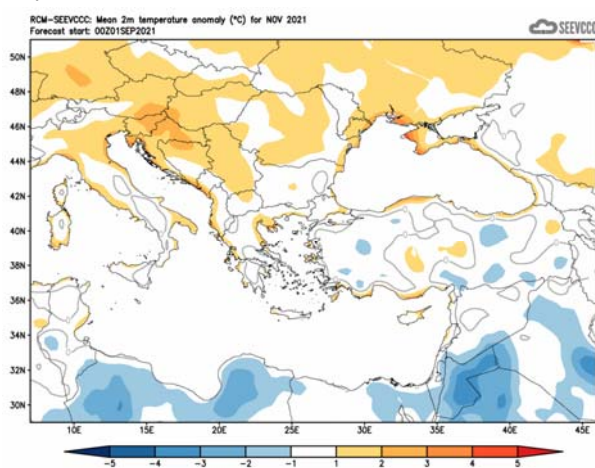 RCM-SEEVCCC: Mean 2m temperature anomaly (°C) for NOV 2021
Forecast start: 00Z01SEP2021
SEEVCCC
50N
48N
46N
44N
42N
40N
38N
36N
34N
32N
30N
10E 15E 20E 25E 30E 35E 40E 45E
-5 -4 -3 -2 -1 1 2 3 4 5